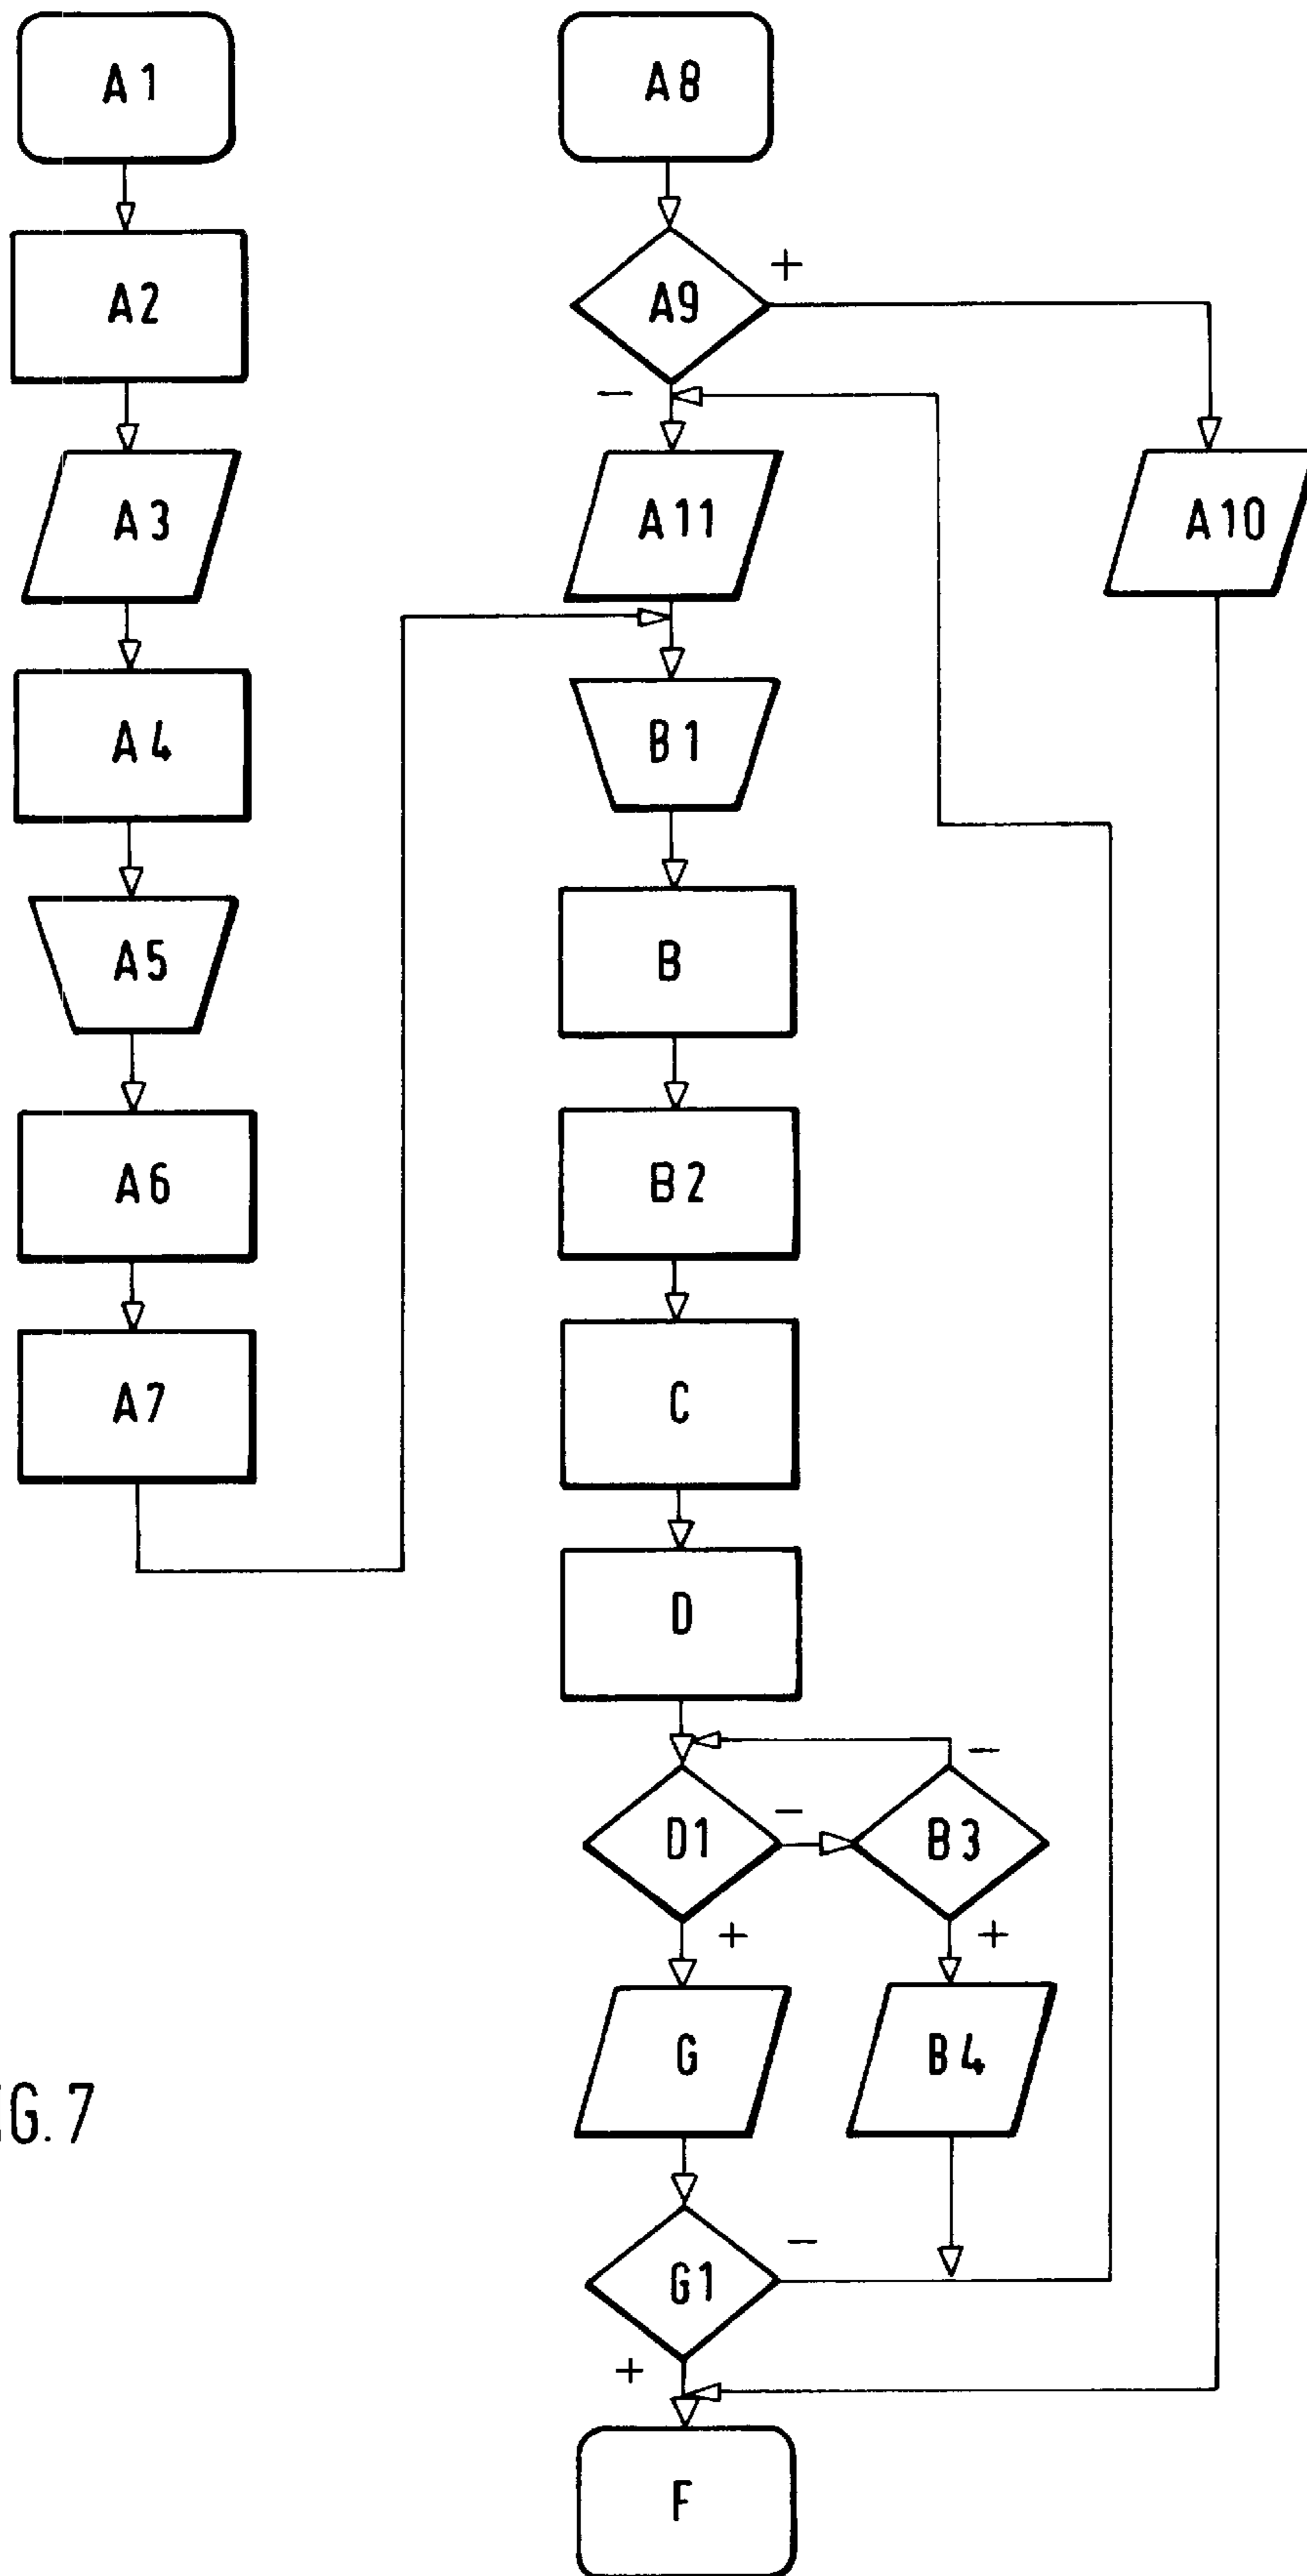 A1
A2
A3
A4
A5
A6
A7
A8
A9
+
−
A11
A10
B1
B
B2
C
D
−
D1
−
B3
+
+
G
B4
G1
−
+
F
G.7